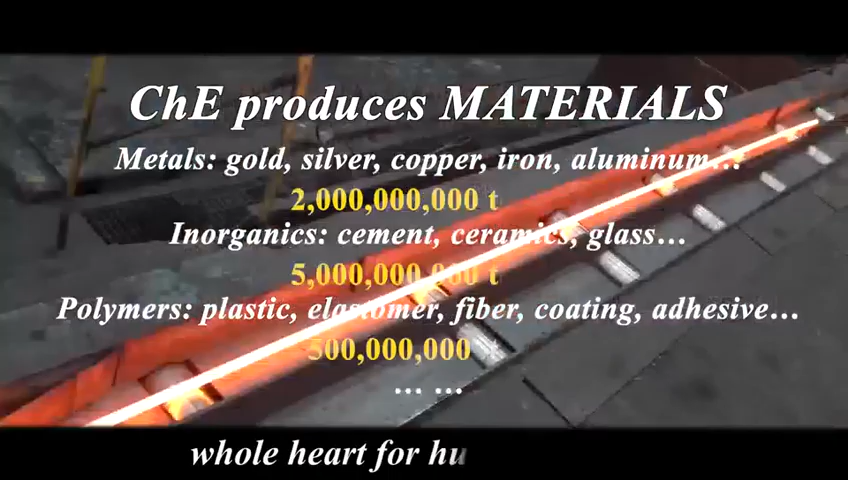 ChE produces MATERIALS
Metals: gold, silver, copper, iron, aluminum…
2,000,000,000 t
Inorganics: cement, ceramics, glass…
5,000,000,000 t
Polymers: plastic, elastomer, fiber, coating, adhesive…
500,000,000
… …
whole heart for hu